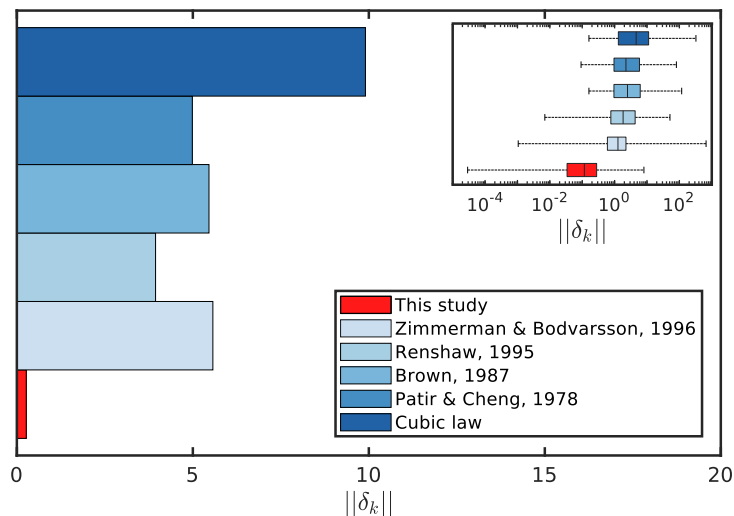 10^-4 10^-2 10^0 10^2
||δ_k||
This study
Zimmerman & Bodvarsson, 1996
Renshaw, 1995
Brown, 1987
Patir & Cheng, 1978
Cubic law
0 5 10 15 20
||δ_k||